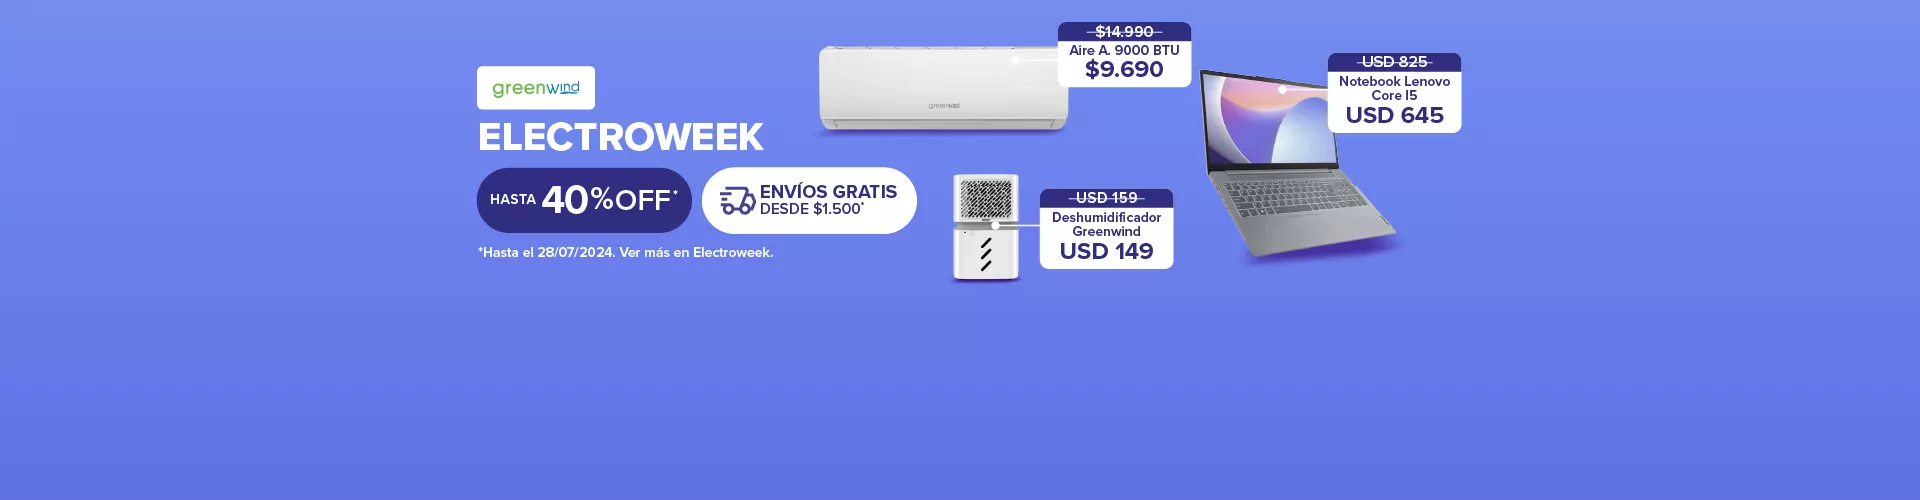 greenwind
ELECTROWEEK
HASTA 40%OFF*
ENVÍOS GRATIS
DESDE $1.500*
*Hasta el 28/07/2024. Ver más en Electroweek.
greenwind
$14.990
Aire A. 9000 BTU
$9.690
USD 159
Deshumidificador
Greenwind
USD 149
USD 825
Notebook Lenovo
Core I5
USD 645